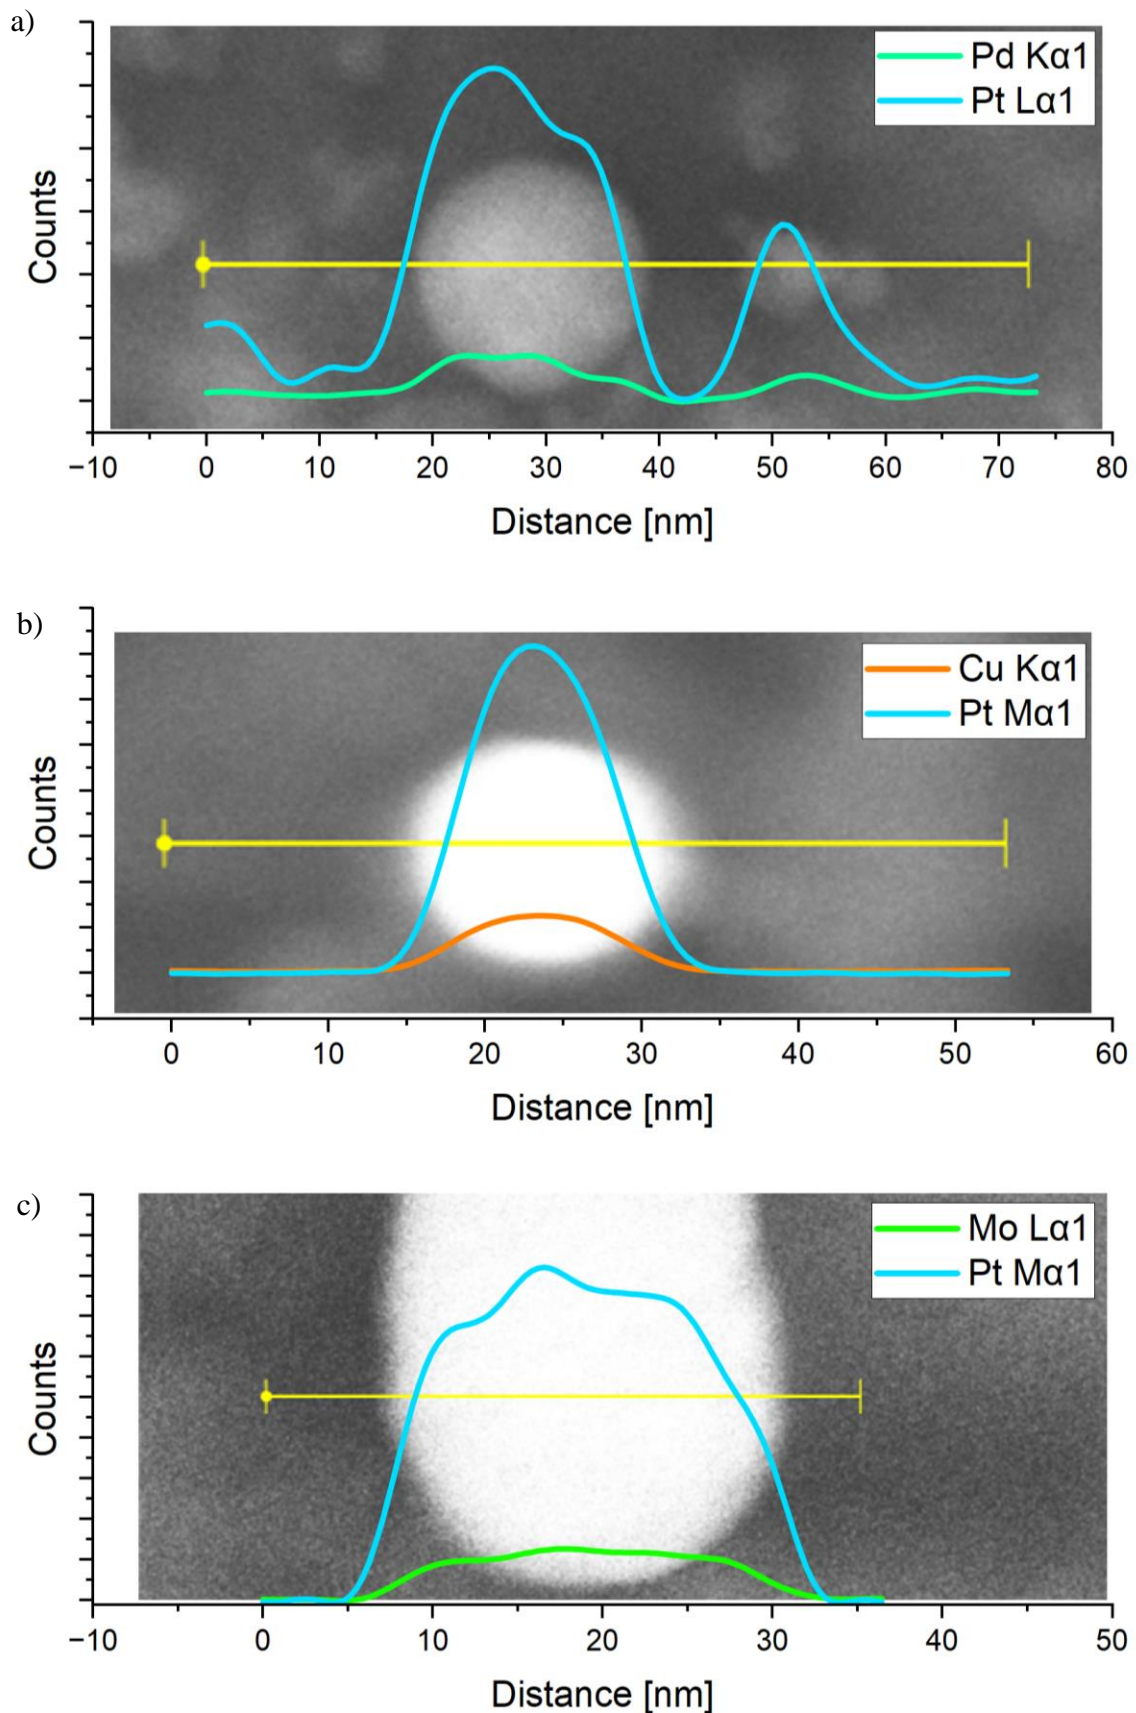 a)
Pd Kα1
Pt Lα1
Counts
−10 0 10 20 30 40 50 60 70 80
Distance [nm]
b)
Cu Kα1
Pt Mα1
Counts
0 10 20 30 40 50 60
Distance [nm]
c)
Mo Lα1
Pt Mα1
Counts
−10 0 10 20 30 40 50
Distance [nm]